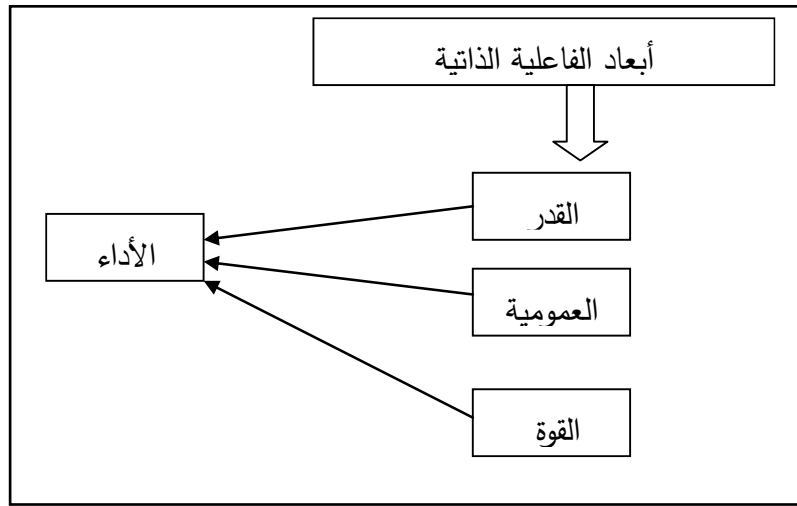 أبعاد الفاعلية الذاتية
القدر
الأداء
العمومية
القوة